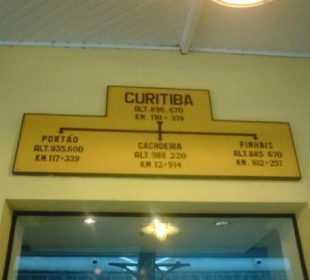 CURITIBA
ALT. 896.670
KM. 110+314
PORTÃO
ALT. 935.600
KM 117+339
CACHOEIRA
ALT. 988.220
KM 12+914
PINHAIS
ALT. 885 670
KM. 102+257